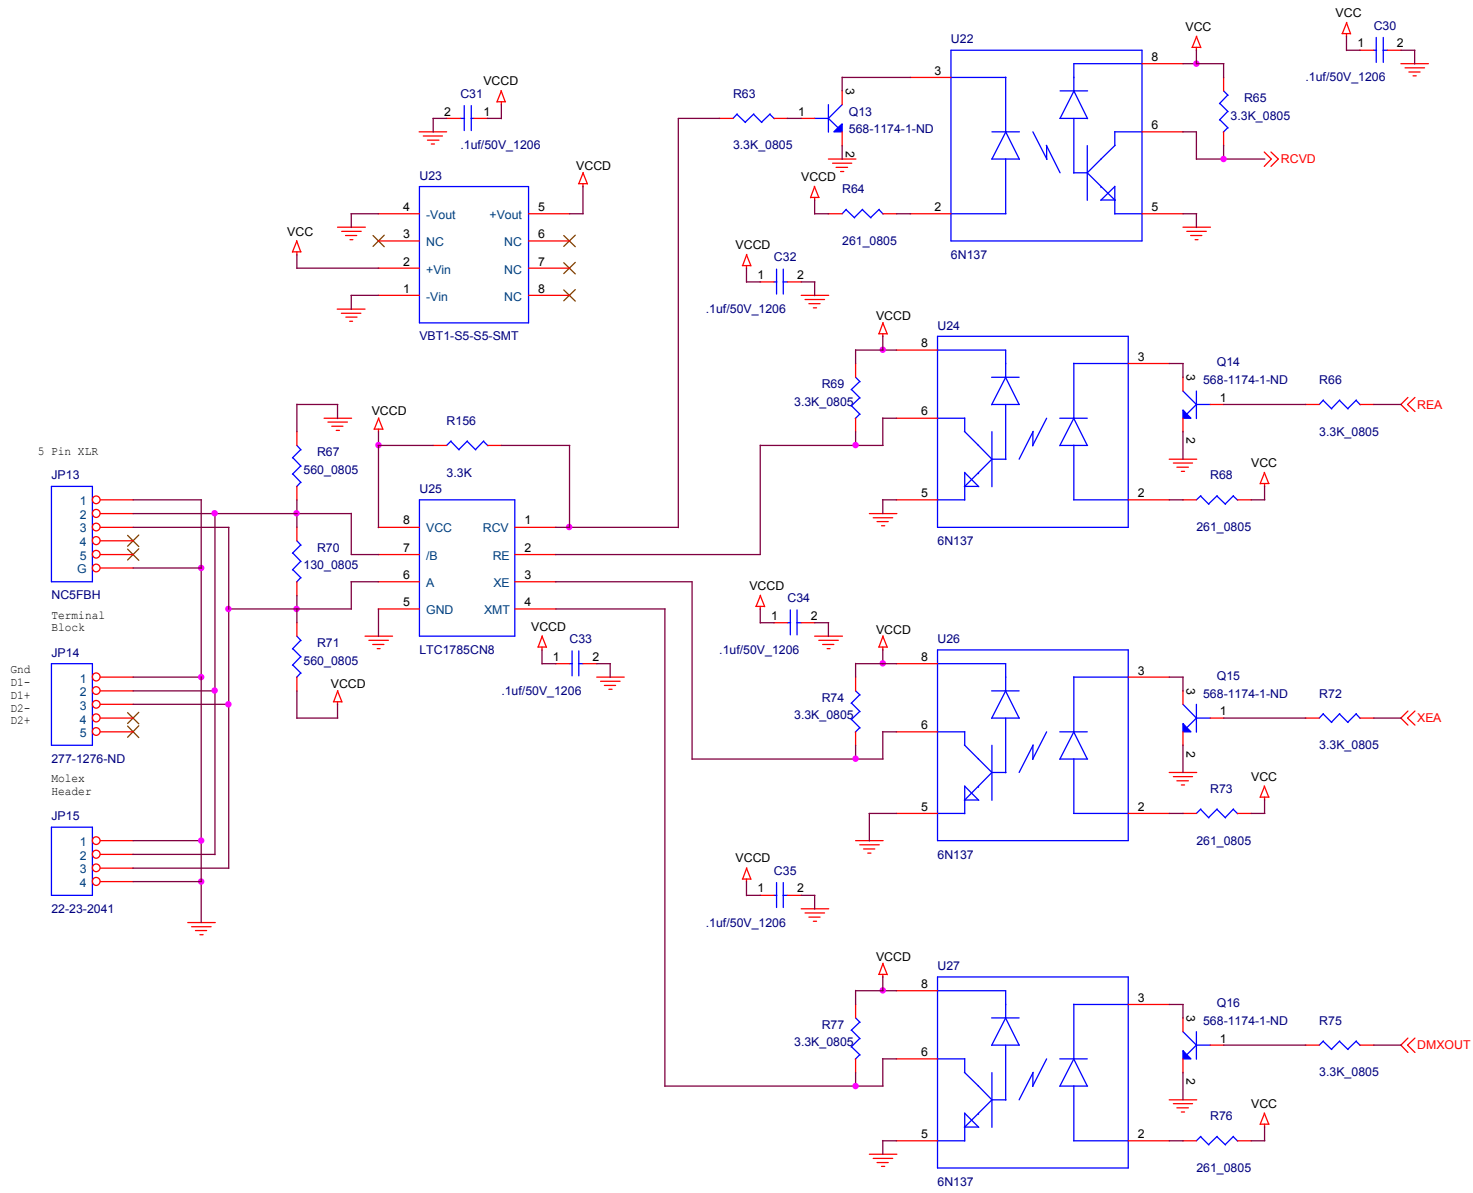 VCC
C30
1
2
.1uf/50V_1206
U22
VCC
3
8
VCCD
C31
2
1
.1uf/50V_1206
R63
3.3K_0805
1
3
Q13
568-1174-1-ND
2
R65
3.3K_0805
6
RCVD
VCCD
R64
261_0805
2
5
6N137
U23
VCCD
4
-Vout
+Vout
5
3
NC
NC
6
VCC
2
+Vin
NC
7
1
-Vin
NC
8
VBT1-S5-S5-SMT
VCCD
C32
1
2
.1uf/50V_1206
VCCD
U24
8
3
R69
3.3K_0805
6
Q14
568-1174-1-ND
3
1
2
R66
3.3K_0805
REA
R68
261_0805
VCC
5
2
6N137
VCCD
R156
3.3K
R67
560_0805
5 Pin XLR
JP13
1
2
3
4
5
G
NC5FBH
R70
130_0805
U25
8
VCC
RCV
1
7
/B
RE
2
6
A
XE
3
5
GND
XMT
4
LTC1785CN8
R71
560_0805
VCCD
VCCD
C33
1
2
.1uf/50V_1206
Terminal
Block
JP14
Gnd
D1-
D1+
D2-
D2+
1
2
3
4
5
277-1276-ND
VCCD
C34
1
2
.1uf/50V_1206
VCCD
U26
8
3
R74
3.3K_0805
6
Q15
568-1174-1-ND
3
1
2
R72
3.3K_0805
XEA
R73
261_0805
VCC
5
2
6N137
Molex
Header
JP15
1
2
3
4
22-23-2041
VCCD
C35
1
2
.1uf/50V_1206
VCCD
U27
8
3
R77
3.3K_0805
6
Q16
568-1174-1-ND
3
1
2
R75
3.3K_0805
DMXOUT
R76
261_0805
VCC
5
2
6N137